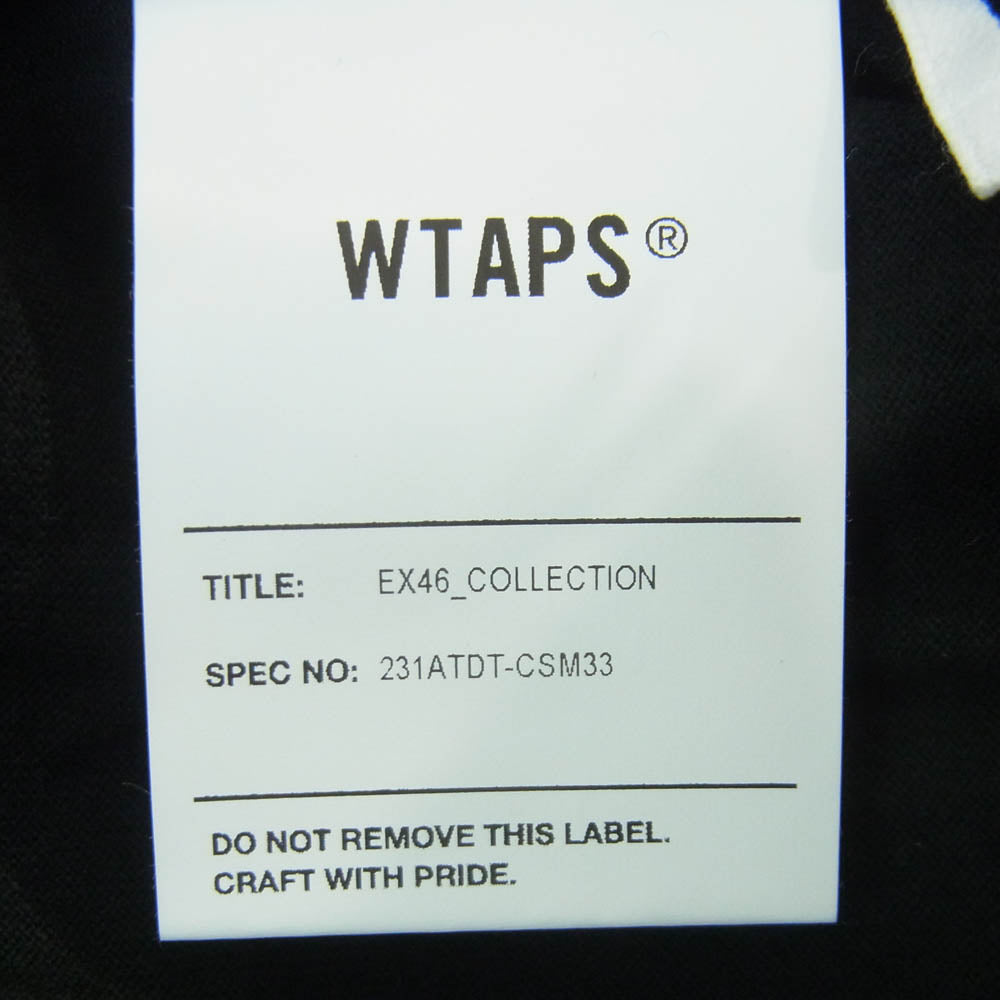 WTAPS®
TITLE: EX46_COLLECTION
SPEC NO: 231ATDT-CSM33
DO NOT REMOVE THIS LABEL.
CRAFT WITH PRIDE.